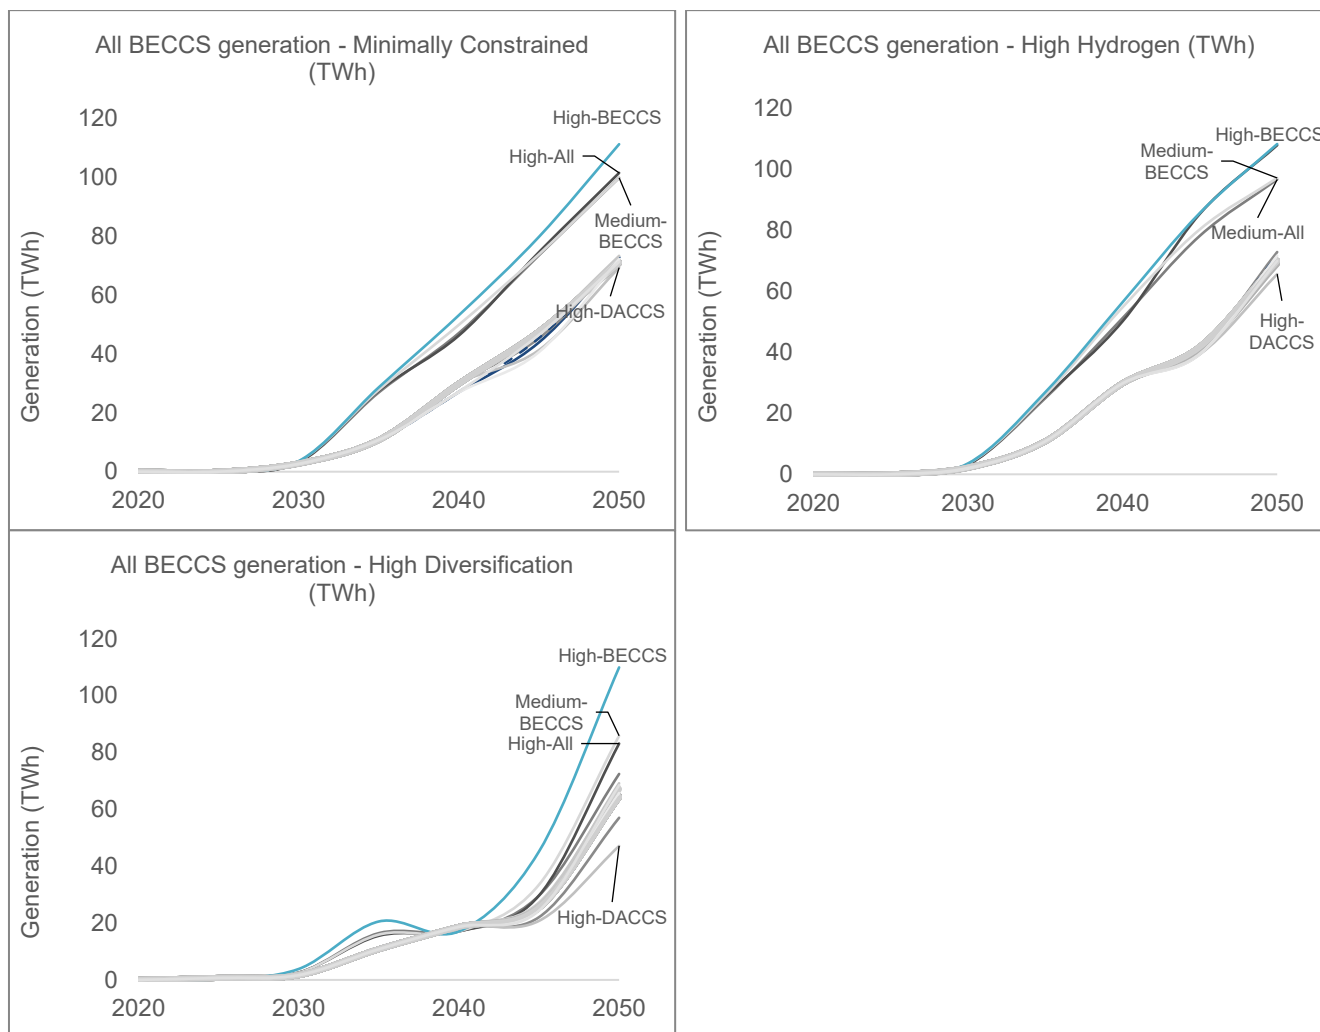 All BECCS generation - Minimally Constrained
(TWh)
Generation (TWh)
120
100
80
60
40
20
0
2020
2030
2040
2050
High-BECCS
High-All
Medium-
BECCS
High-DACCS
All BECCS generation - High Hydrogen (TWh)
Generation (TWh)
120
100
80
60
40
20
0
2020
2030
2040
2050
High-BECCS
Medium-
BECCS
Medium-All
High-
DACCS
All BECCS generation - High Diversification
(TWh)
Generation (TWh)
120
100
80
60
40
20
0
2020
2030
2040
2050
High-BECCS
Medium-
BECCS
High-All
High-DACCS